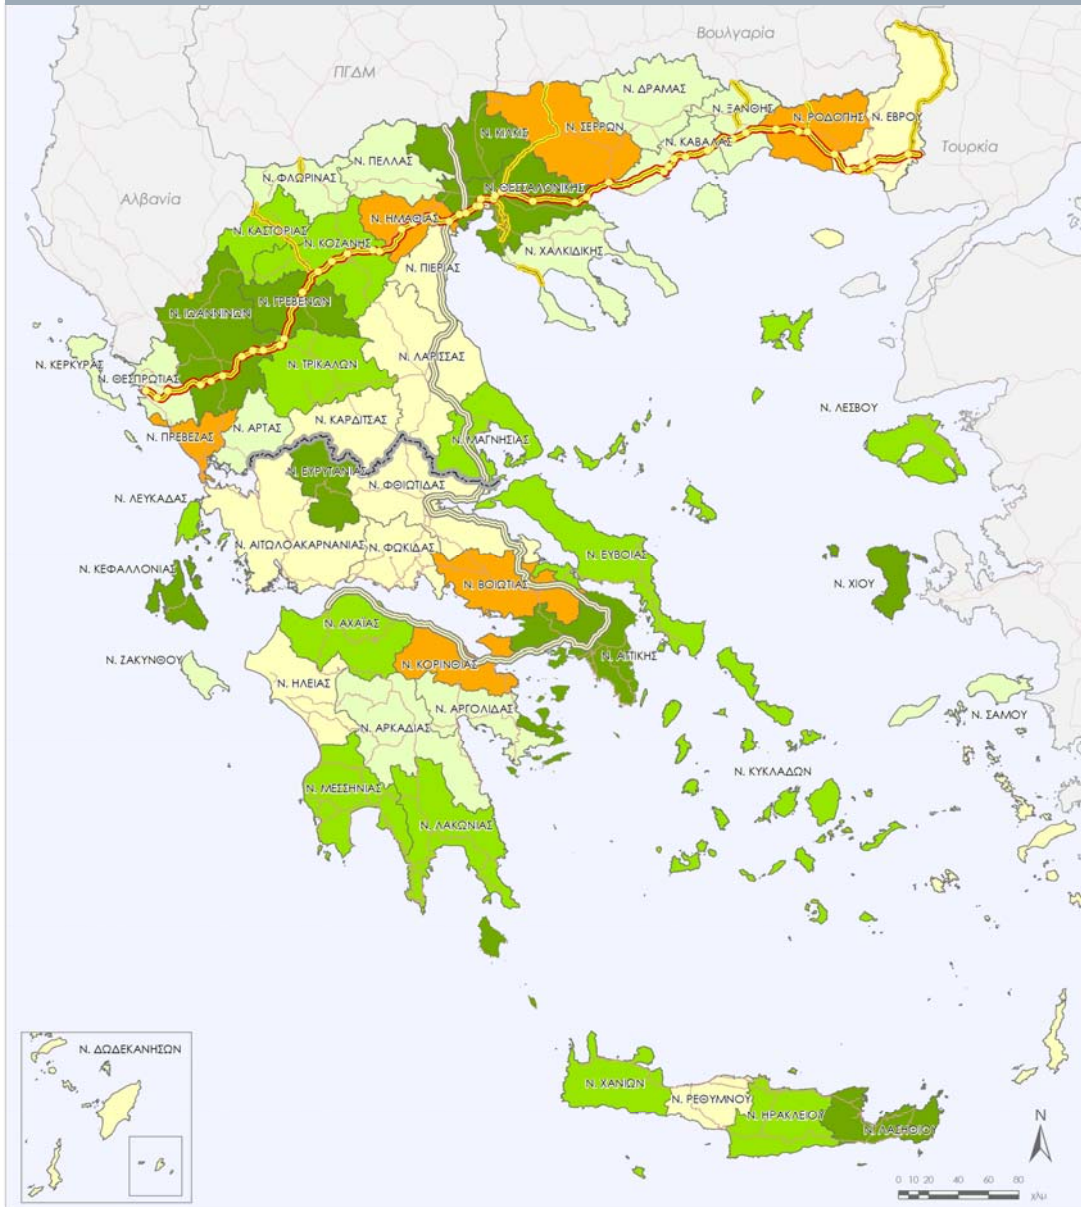 Βουλγαρία
ΠΓΔΜ
Ν. ΔΡΑΜΑΣ
Ν. ΞΑΝΘΗΣ
Ν. ΡΟΔΟΠΗΣ
Ν. ΕΒΡΟΥ
Ν. ΚΙΛΚΙΣ
Ν. ΣΕΡΡΩΝ
Ν. ΚΑΒΑΛΑΣ
Τουρκία
Ν. ΠΕΛΛΑΣ
Ν. ΦΛΩΡΙΝΑΣ
Ν. ΘΕΣΣΑΛΟΝΙΚΗΣ
Αλβανία
Ν. ΗΜΑΘΙΑΣ
Ν. ΚΑΣΤΟΡΙΑΣ
Ν. ΚΟΖΑΝΗΣ
Ν. ΧΑΛΚΙΔΙΚΗΣ
Ν. ΠΙΕΡΙΑΣ
Ν. ΓΡΕΒΕΝΩΝ
Ν. ΙΩΑΝΝΙΝΩΝ
Ν. ΛΑΡΙΣΣΑΣ
Ν. ΚΕΡΚΥΡΑΣ
Ν. ΤΡΙΚΑΛΩΝ
Ν. ΘΕΣΠΡΩΤΙΑΣ
Ν. ΛΕΣΒΟΥ
Ν. ΚΑΡΔΙΤΣΑΣ
Ν. ΑΡΤΑΣ
Ν. ΠΡΕΒΕΖΑΣ
Ν. ΜΑΓΝΗΣΙΑΣ
Ν. ΕΥΡΥΤΑΝΙΑΣ
Ν. ΦΘΙΩΤΙΔΑΣ
Ν. ΛΕΥΚΑΔΑΣ
Ν. ΑΙΤΩΛΟΑΚΑΡΝΑΝΙΑΣ
Ν. ΦΩΚΙΔΑΣ
Ν. ΕΥΒΟΙΑΣ
Ν. ΚΕΦΑΛΛΟΝΙΑΣ
Ν. ΒΟΙΩΤΙΑΣ
Ν. ΧΙΟΥ
Ν. ΑΧΑΙΑΣ
Ν. ΖΑΚΥΝΘΟΥ
Ν. ΚΟΡΙΝΘΙΑΣ
Ν. ΑΤΤΙΚΗΣ
Ν. ΗΛΕΙΑΣ
Ν. ΑΡΓΟΛΙΔΑΣ
Ν. ΣΑΜΟΥ
Ν. ΑΡΚΑΔΙΑΣ
Ν. ΚΥΚΛΑΔΩΝ
Ν. ΜΕΣΣΗΝΙΑΣ
Ν. ΛΑΚΩΝΙΑΣ
Ν. ΔΩΔΕΚΑΝΗΣΩΝ
Ν. ΧΑΝΙΩΝ
Ν. ΡΕΘΥΜΝΟΥ
Ν. ΗΡΑΚΛΕΙΟΥ
Ν. ΛΑΣΗΘΙΟΥ
N
0 10 20 40 60 80
χλμ